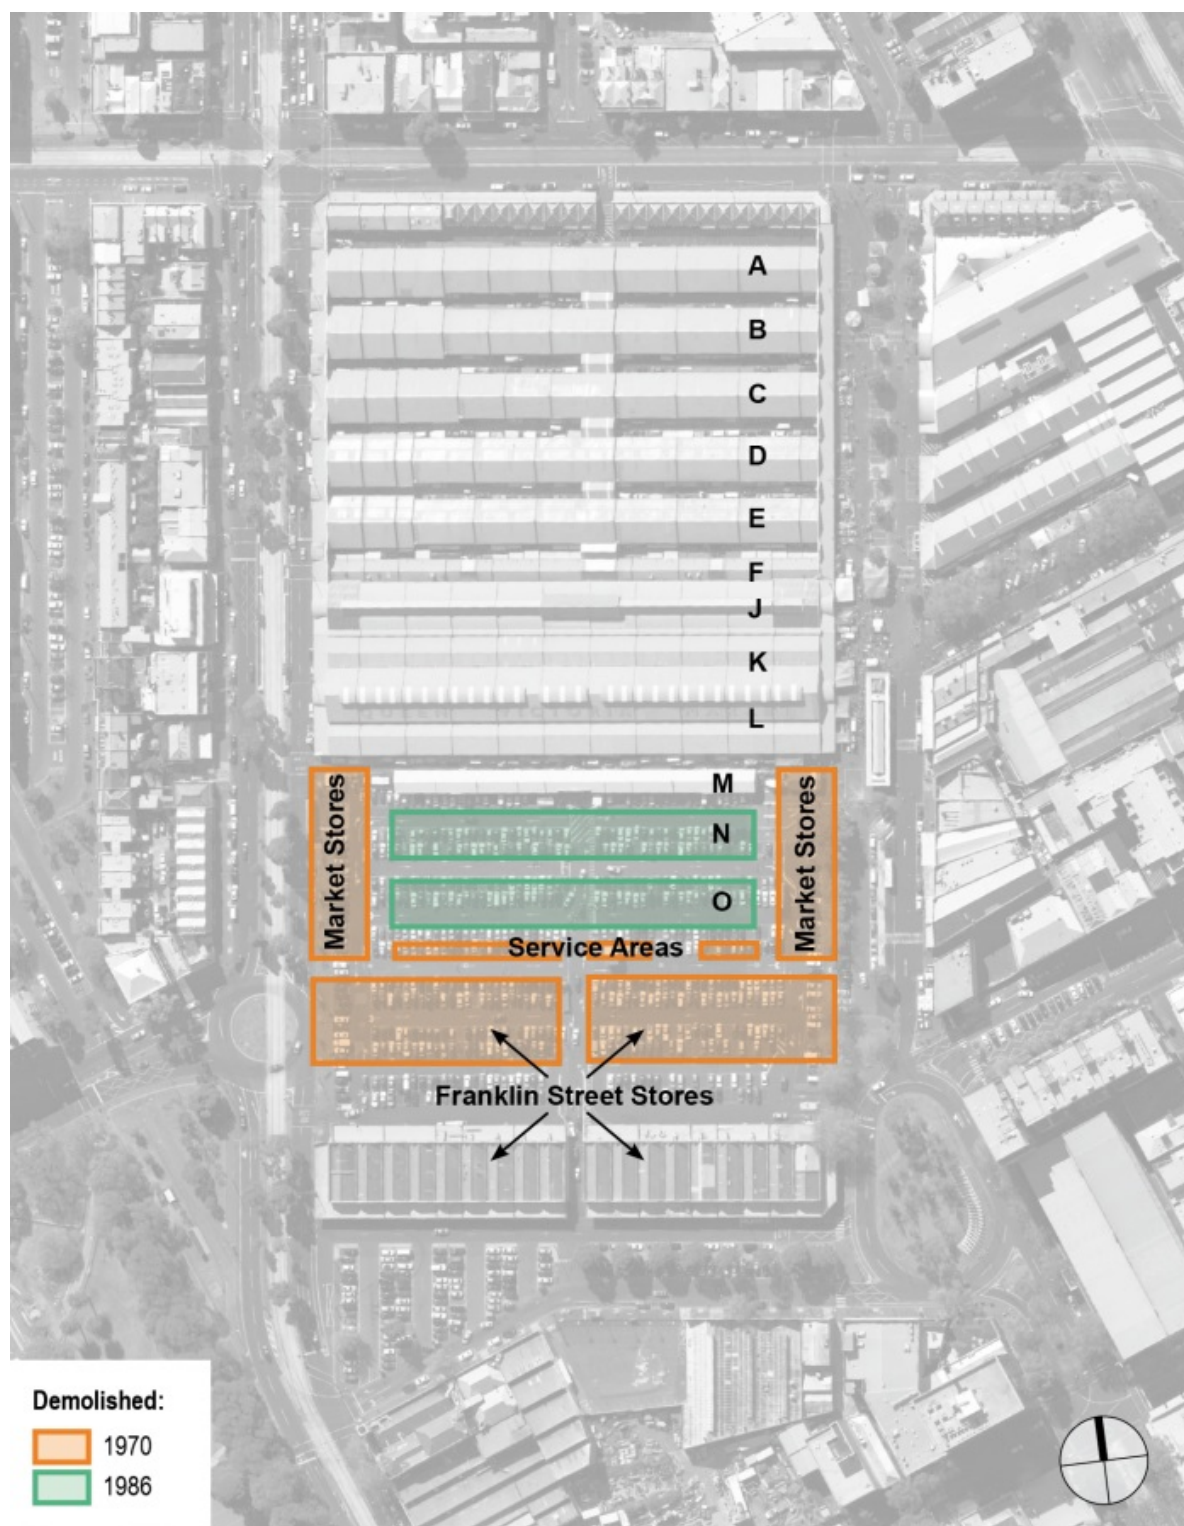 A
B
C
D
E
F
J
K
L
M
Market Stores
Market Stores
N
O
Service Areas
Franklin Street Stores
Demolished:
1970
1986